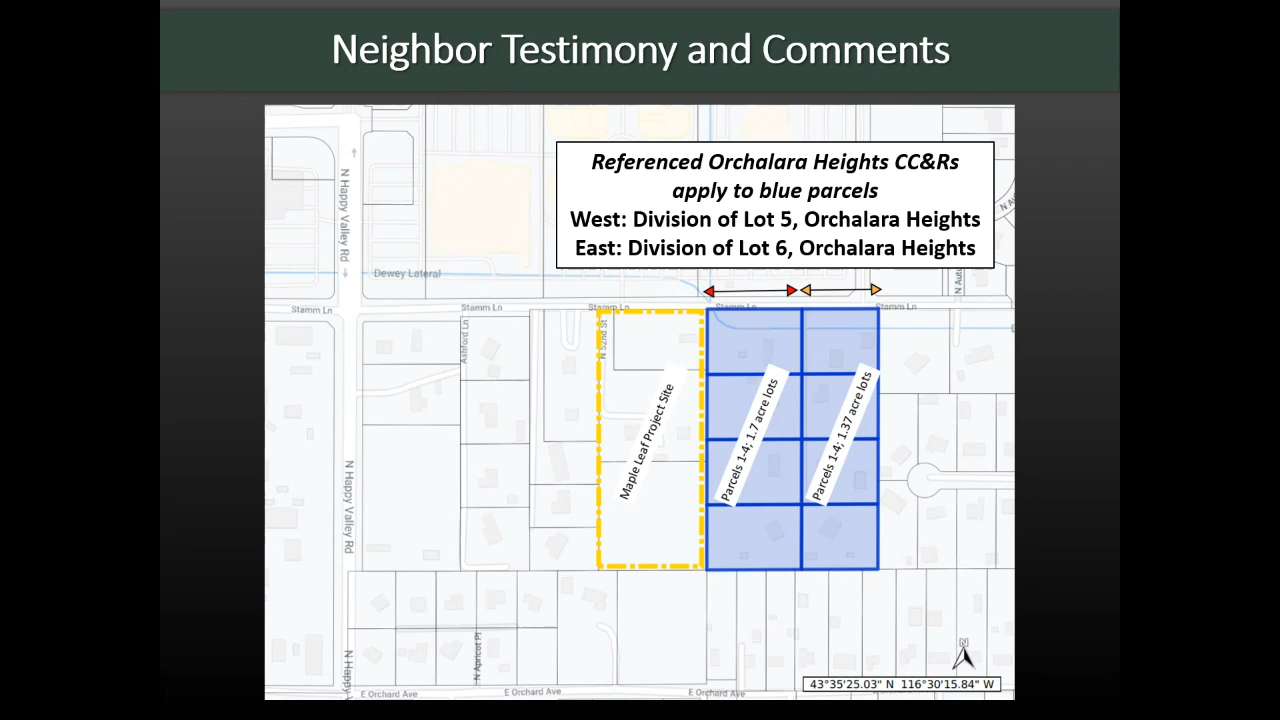 Neighbor Testimony and Comments
Referenced Orchalara Heights CC&Rs
apply to blue parcels
West: Division of Lot 5, Orchalara Heights
East: Division of Lot 6, Orchalara Heights
N Happy Valley Rd
Dewey Lateral
Stamm Ln
Stamm Ln
Stamm Ln
Stamm Ln
Stamm Ln
Ashford Ln
N 52nd St
Maple Leaf Project Site
Parcels 1-4; 1.7 acre lots
Parcels 1-4; 1.37 acre lots
N Happy Valley Rd
N Apricot Pl
N Happy V
N
43°35'25.03" N 116°30'15.84" W
E Orchard Ave
E Orchard Ave
E Orchard Ave